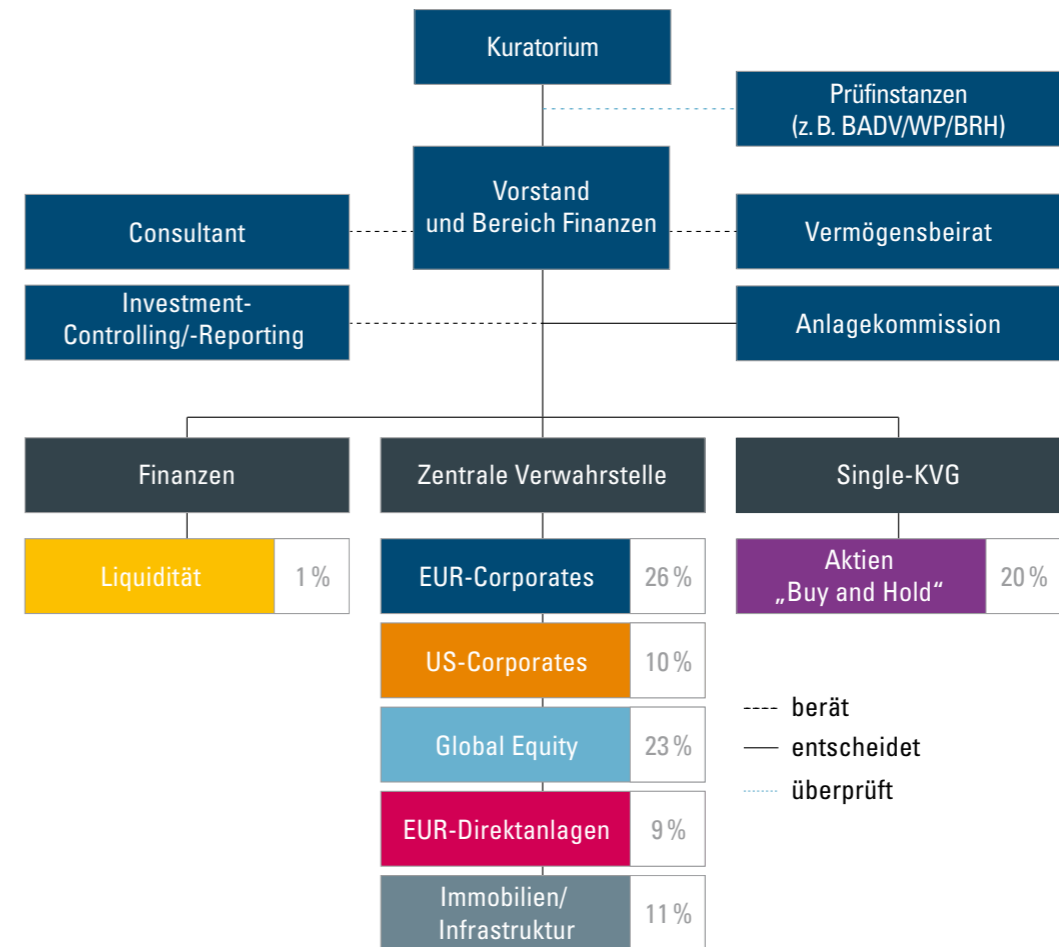 Kuratorium
Prüfinstanzen
(z. B. BADV/WP/BRH)
Vorstand
und Bereich Finanzen
Consultant
Vermögensbeirat
Investment-
Controlling/-Reporting
Anlagekommission
Finanzen
Zentrale Verwahrstelle
Single-KVG
Liquidität
1 %
EUR-Corporates
26 %
Aktien
„Buy and Hold“
20 %
US-Corporates
10 %
Global Equity
23 %
EUR-Direktanlagen
9 %
Immobilien/
Infrastruktur
11 %
berät
entscheidet
überprüft